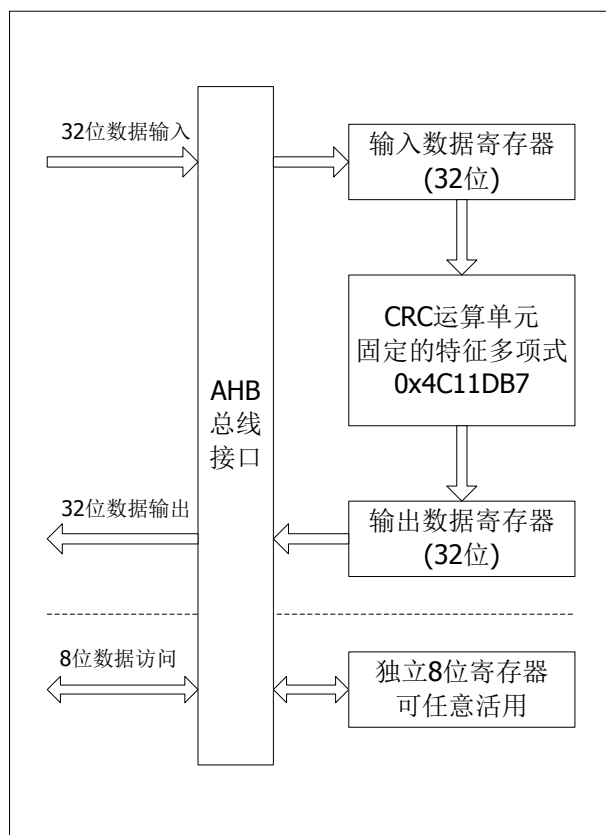 32位数据输入
输入数据寄存器
(32位)
CRC运算单元
固定的特征多项式
0x4C11DB7
AHB
总线
接口
32位数据输出
输出数据寄存器
(32位)
8位数据访问
独立8位寄存器
可任意活用